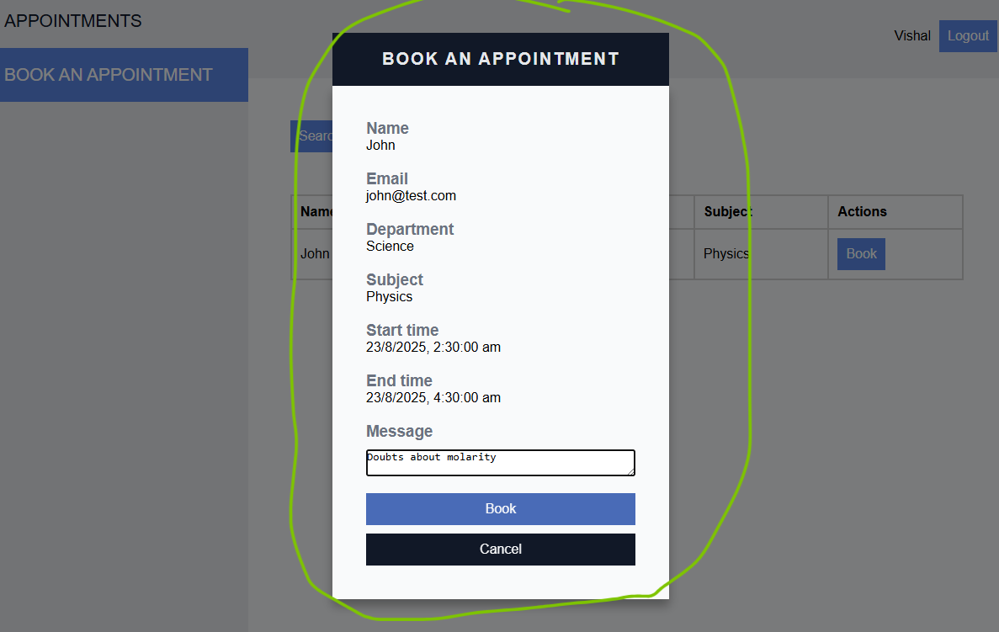 APPOINTMENTS
BOOK AN APPOINTMENT
Vishal Logout
BOOK AN APPOINTMENT
Name
John
Email
john@test.com
Department
Science
Subject
Physics
Start time
23/8/2025, 2:30:00 am
End time
23/8/2025, 4:30:00 am
Message
Doubts about molarity
Book
Cancel
Name Subject Actions
John Physics Book